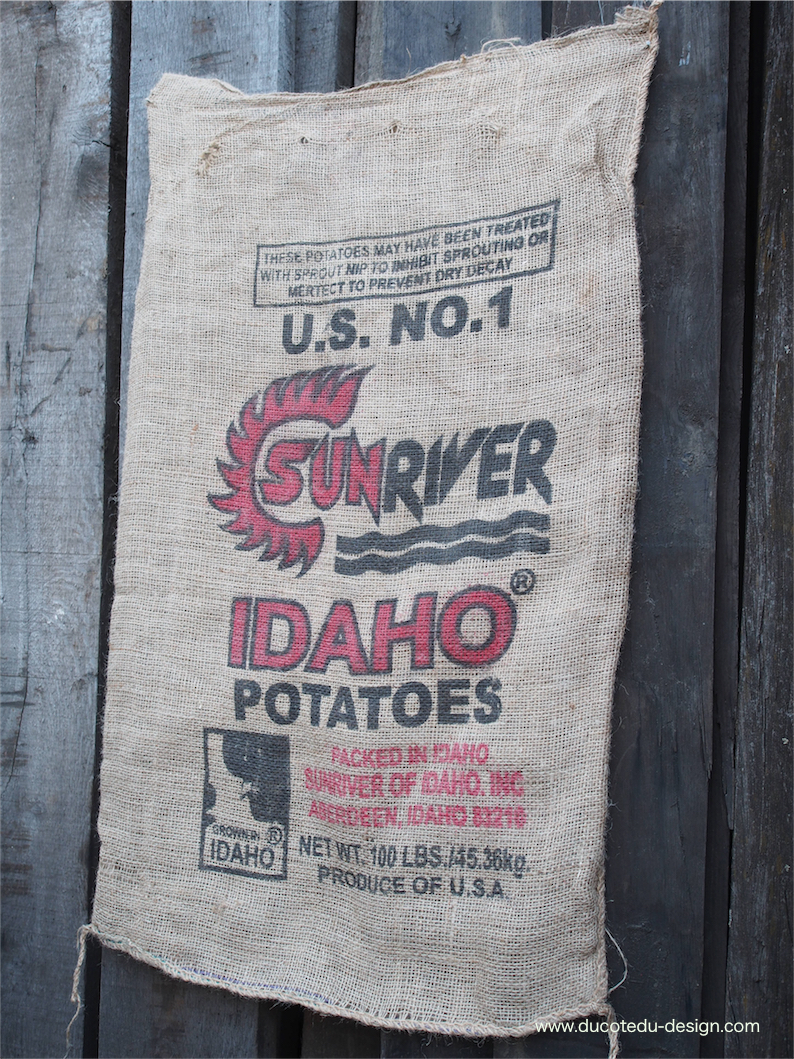 THESE POTATOES MAY HAVE BEEN TREATED
WITH SPROUT NIP TO INHIBIT SPROUTING OR
MERTECT TO PREVENT DRY DECAY
U.S. NO.1
SUNRIVER
IDAHO®
POTATOES
PACKED IN IDAHO
SUNRIVER OF IDAHO, INC
ABERDEEN, IDAHO 83210
GROWN IN ®
IDAHO
NET WT. 100 LBS./45.36kg
PRODUCE OF U.S.A.
www.ducotedu-design.com